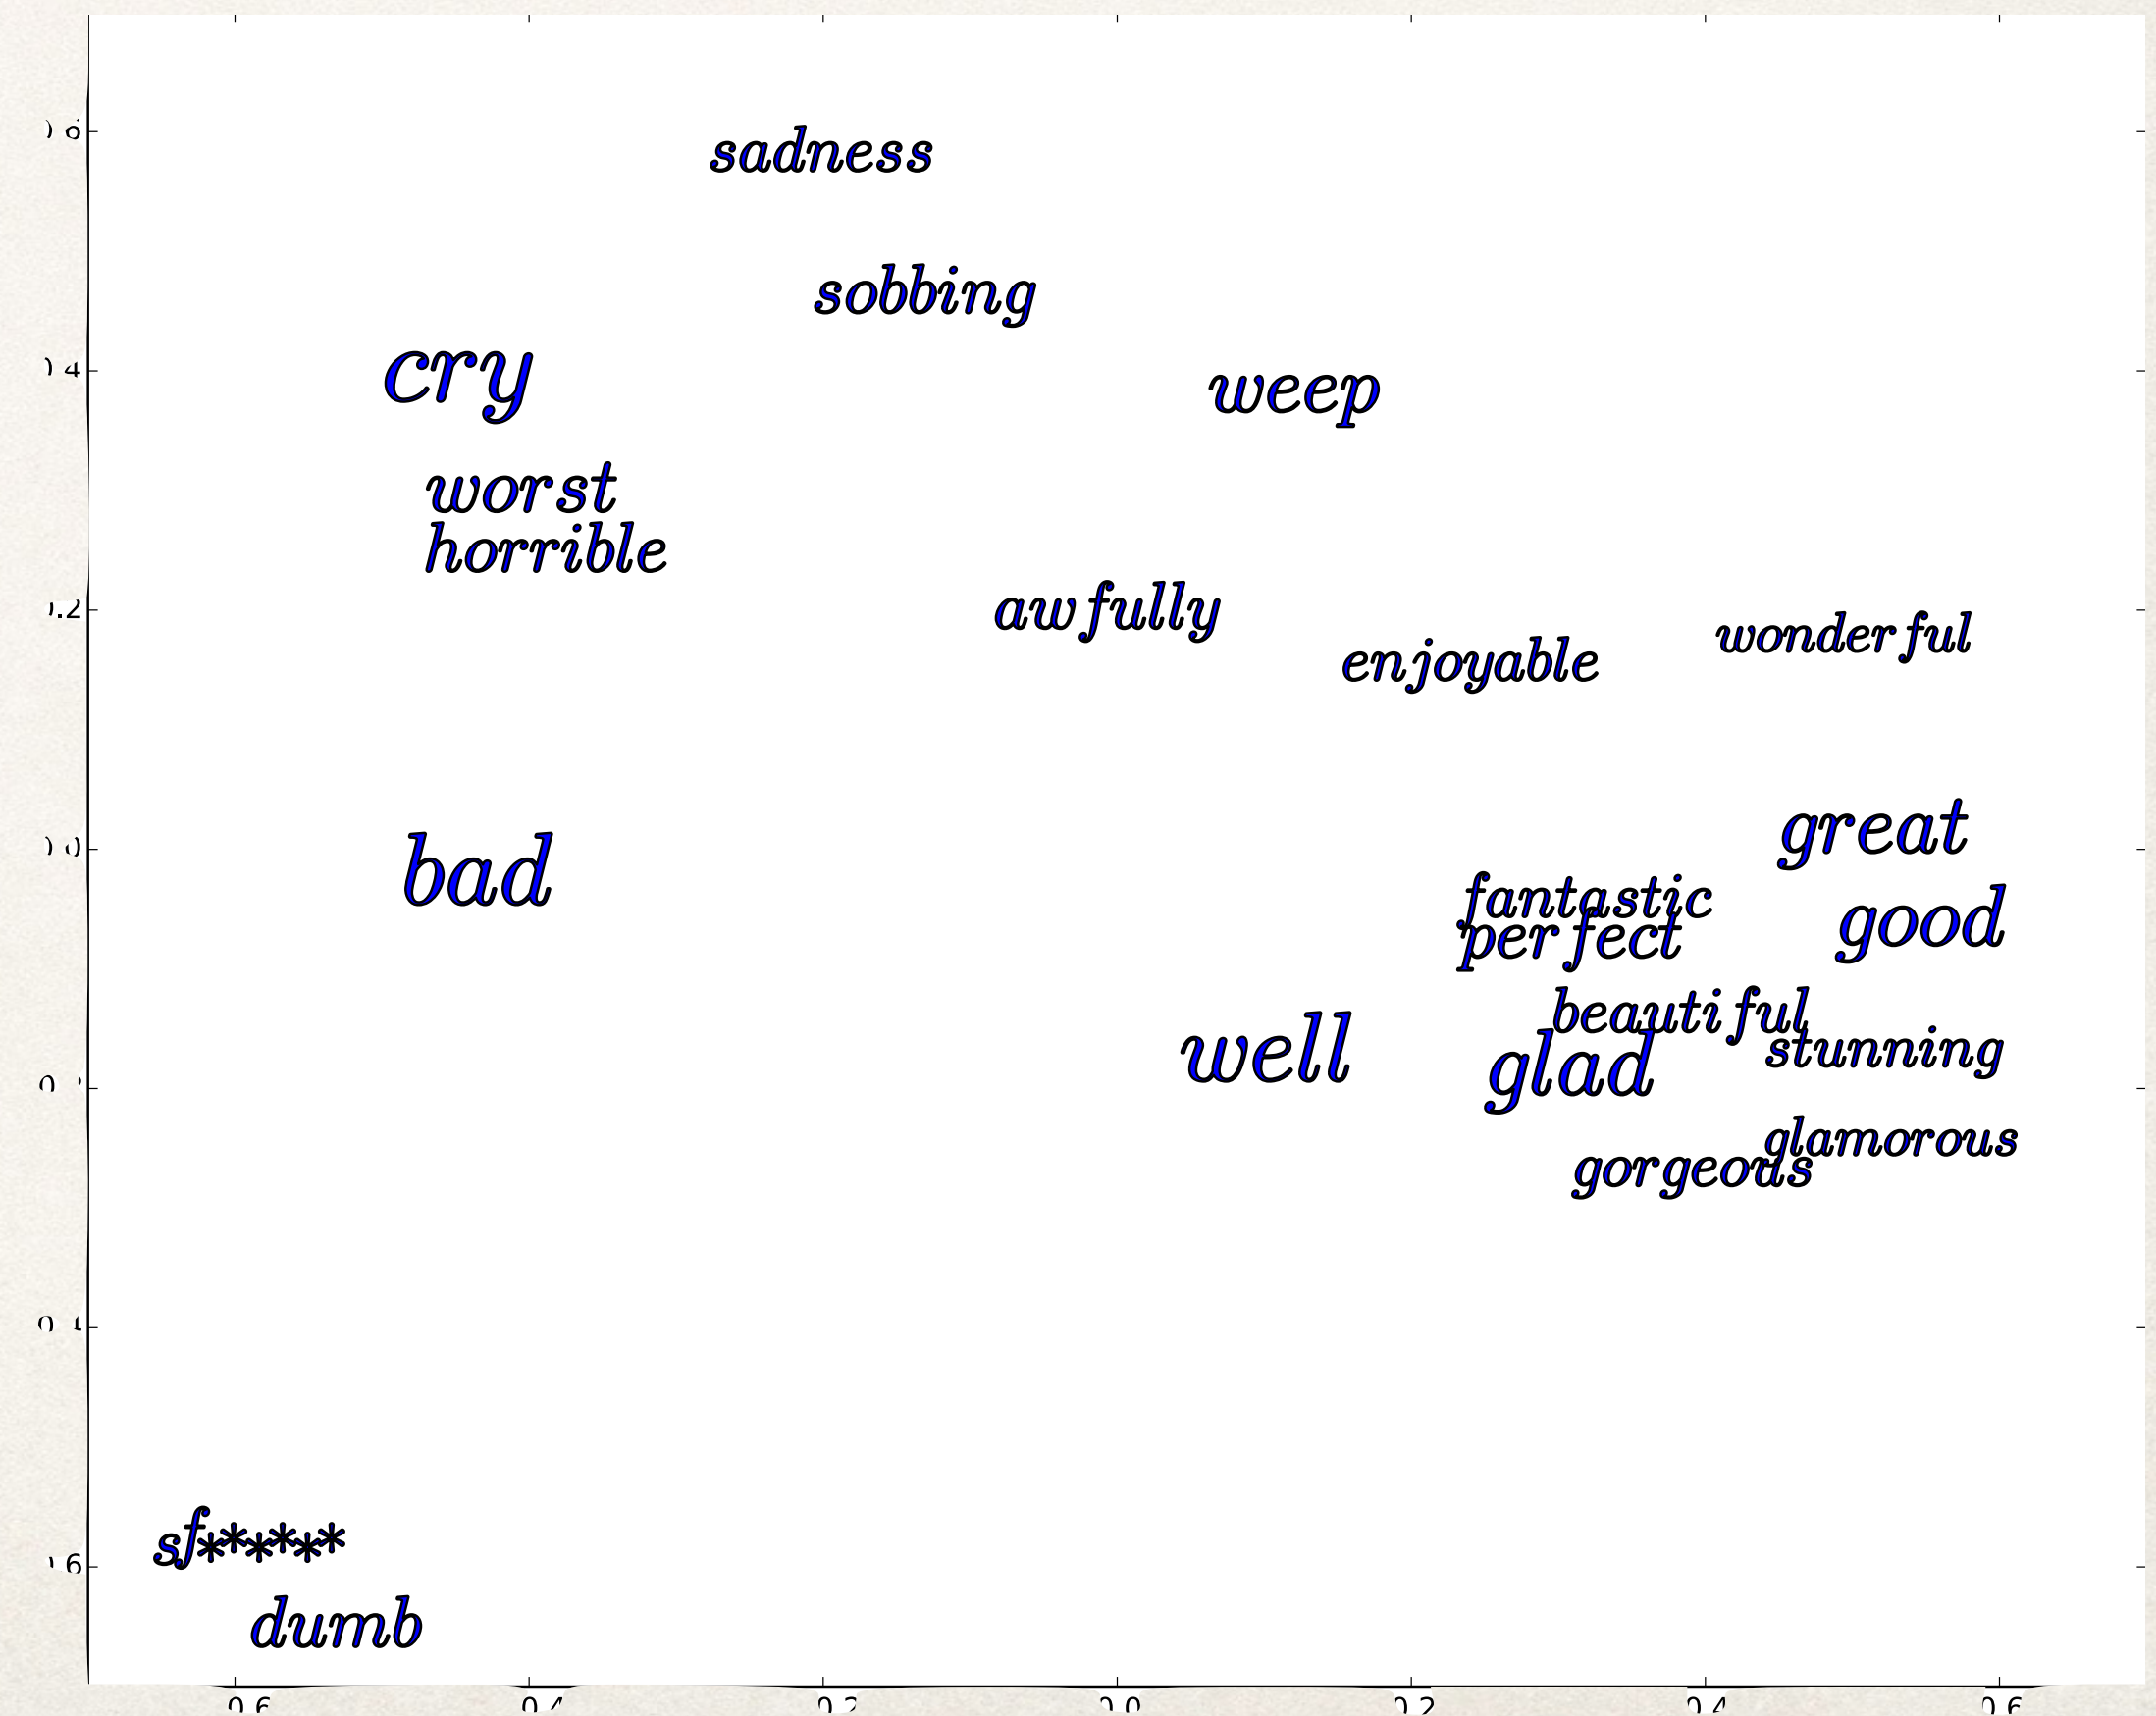 sadness
sobbing
cry
weep
worst
horrible
awfully
wonderful
enjoyable
great
bad
fantastic
good
perfect
beautiful
well
stunning
glad
glamorous
gorgeous
sf******
dumb